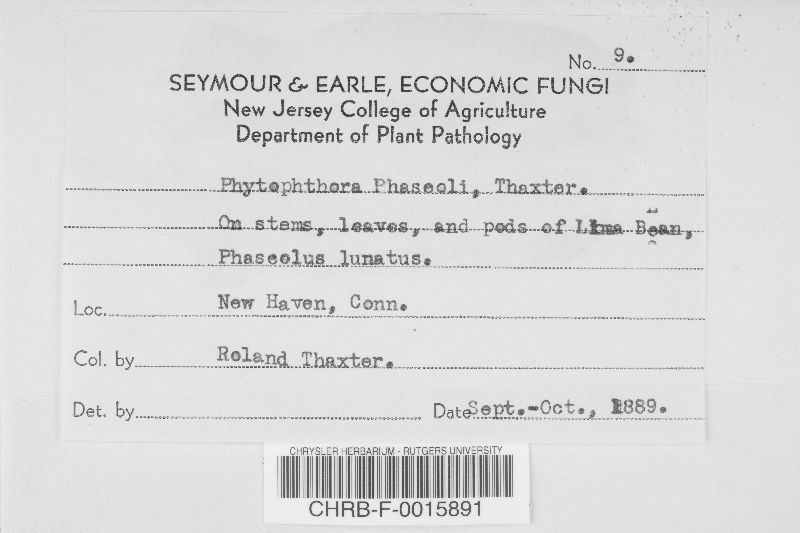 No. 9.
SEYMOUR & EARLE, ECONOMIC FUNGI
New Jersey College of Agriculture
Department of Plant Pathology
Phytophthora Phaseoli, Thaxter.
On stems, leaves, and pods of Lima Bean,
Phaseolus lunatus.
Loc. New Haven, Conn.
Col. by Roland Thaxter.
Det. by Date Sept.-Oct., 1889.
CHRYSLER HERBARIUM - RUTGERS UNIVERSITY
CHRB-F-0015891